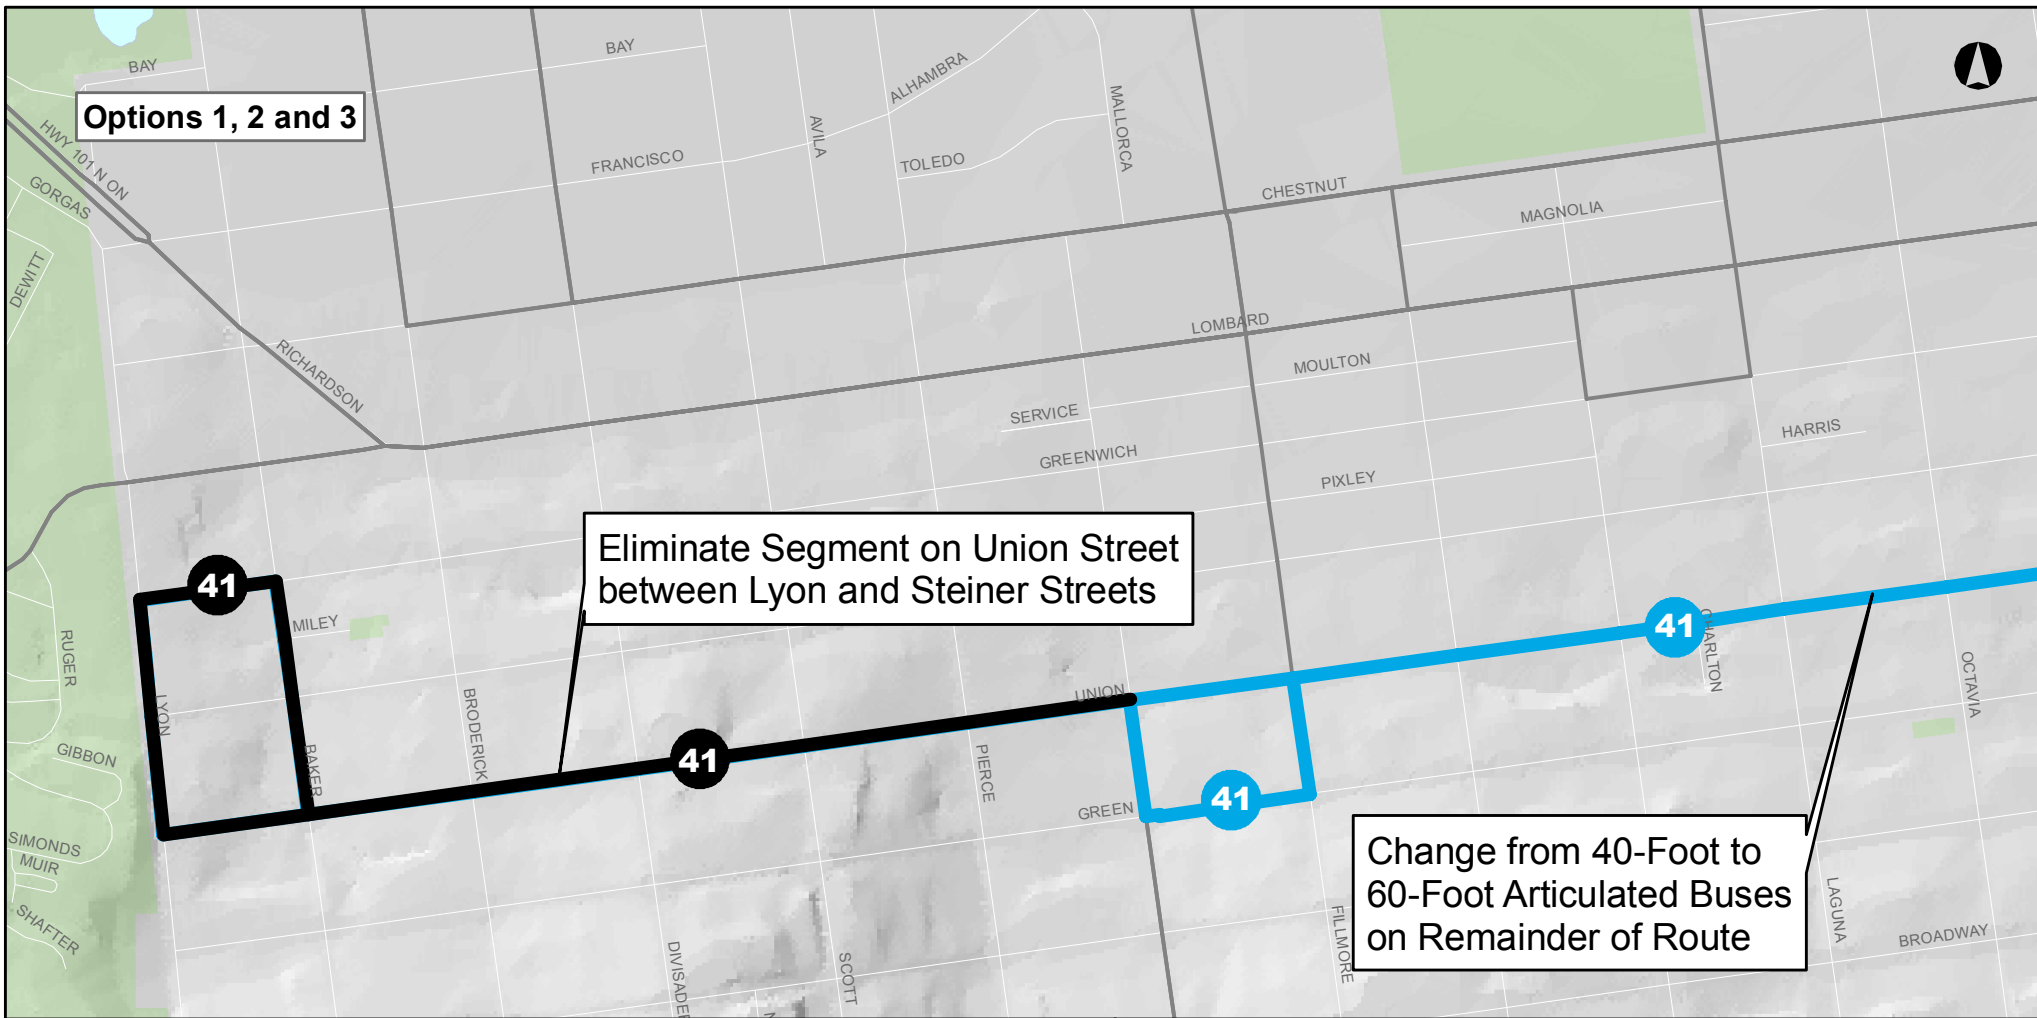 BAY
BAY
ALHAMBRA
MALLORCA
Options 1, 2 and 3
HWY 101 N ON
AVILA
FRANCISCO
TOLEDO
GORGAS
CHESTNUT
MAGNOLIA
DEWITT
LOMBARD
RICHARDSON
MOULTON
SERVICE
HARRIS
GREENWICH
PIXLEY
Eliminate Segment on Union Street
between Lyon and Steiner Streets
41
MILEY
RUGER
41
CHARLTON
OCTAVIA
LYON
BRODERICK
UNION
GIBBON
BAKER
41
PIERCE
41
GREEN
SIMONDS
MUIR
Change from 40-Foot to
60-Foot Articulated Buses
on Remainder of Route
SHAFTER
FILLMORE
LAGUNA
BROADWAY
DIVISADER
SCOTT